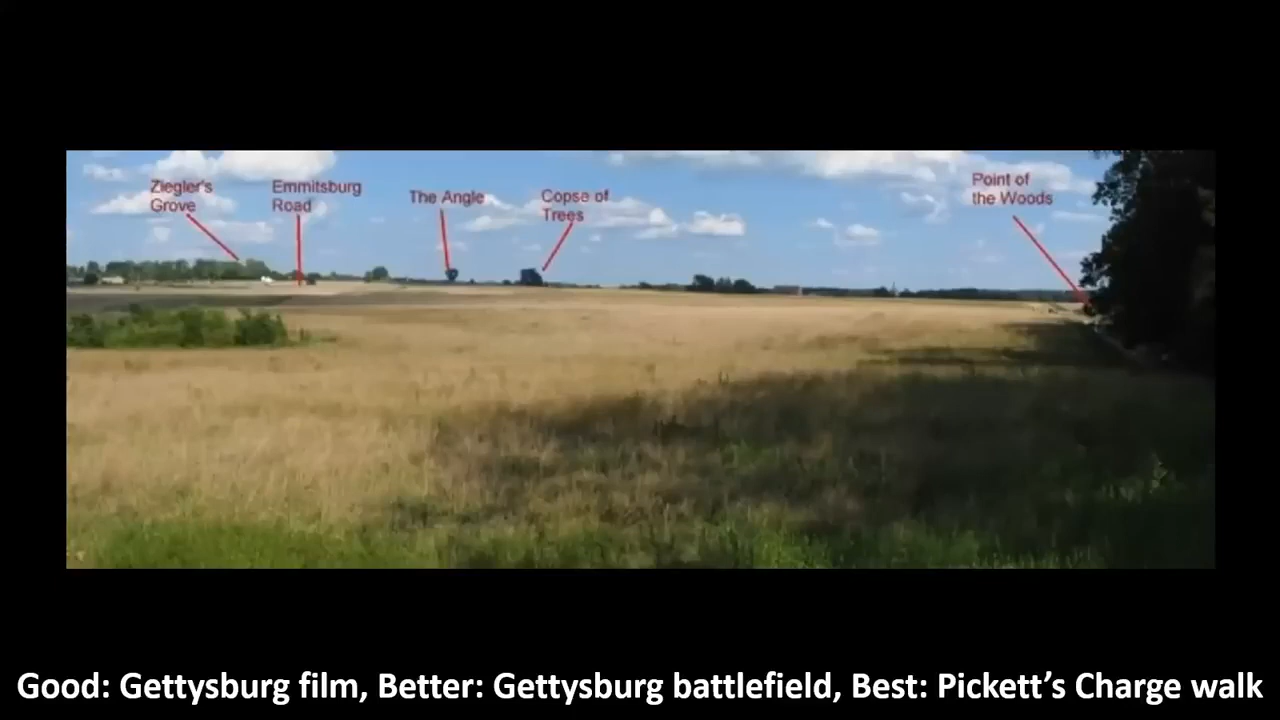 Ziegler's
Grove
Emmitsburg
Road
The Angle
Copse of
Trees
Point of
the Woods
Good: Gettysburg film, Better: Gettysburg battlefield, Best: Pickett’s Charge walk